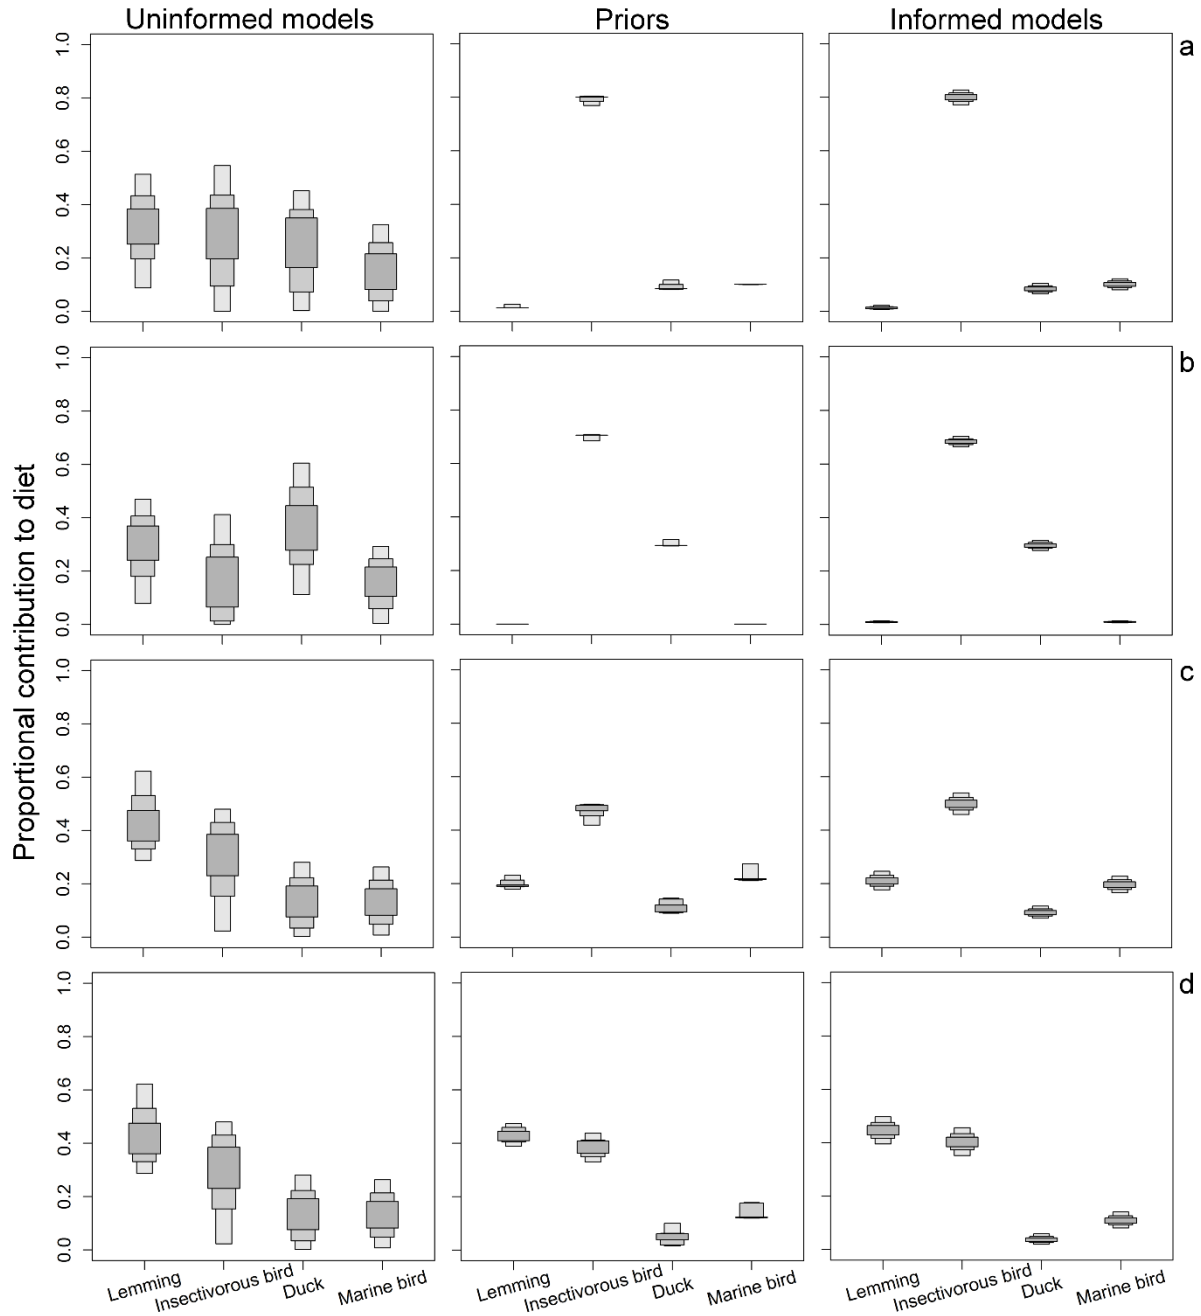 Uninformed models Priors Informed models
a
1.0
0.8
0.6
0.4
0.2
0.0
b
1.0
0.8
0.6
0.4
0.2
0.0
Proportional contribution to diet
c
1.0
0.8
0.6
0.4
0.2
0.0
d
1.0
0.8
0.6
0.4
0.2
0.0
Lemming Insectivorous bird Duck Marine bird
Lemming Insectivorous bird Duck Marine bird
Lemming Insectivorous bird Duck Marine bird